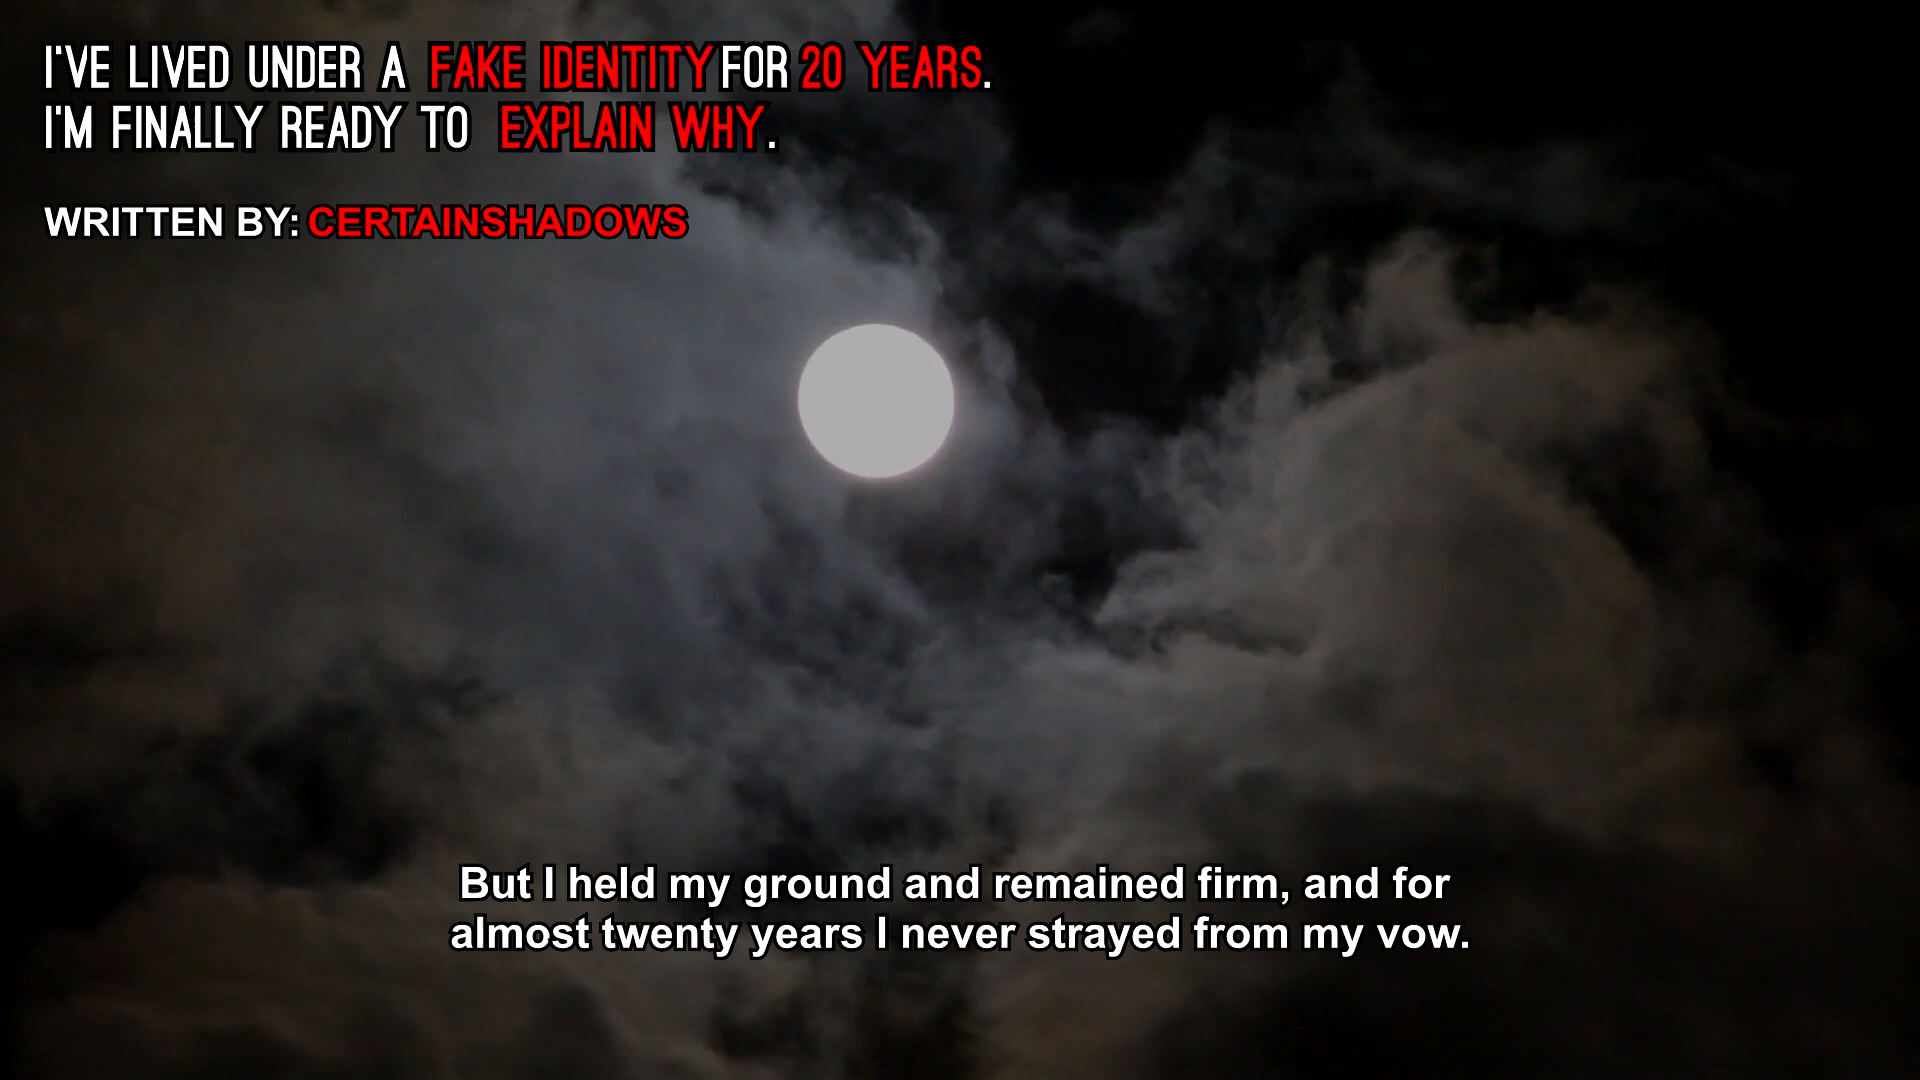 I'VE LIVED UNDER A FAKE IDENTITY FOR 20 YEARS.
I'M FINALLY READY TO EXPLAIN WHY.
WRITTEN BY: CERTAINSHADOWS
But I held my ground and remained firm, and for
almost twenty years I never strayed from my vow.